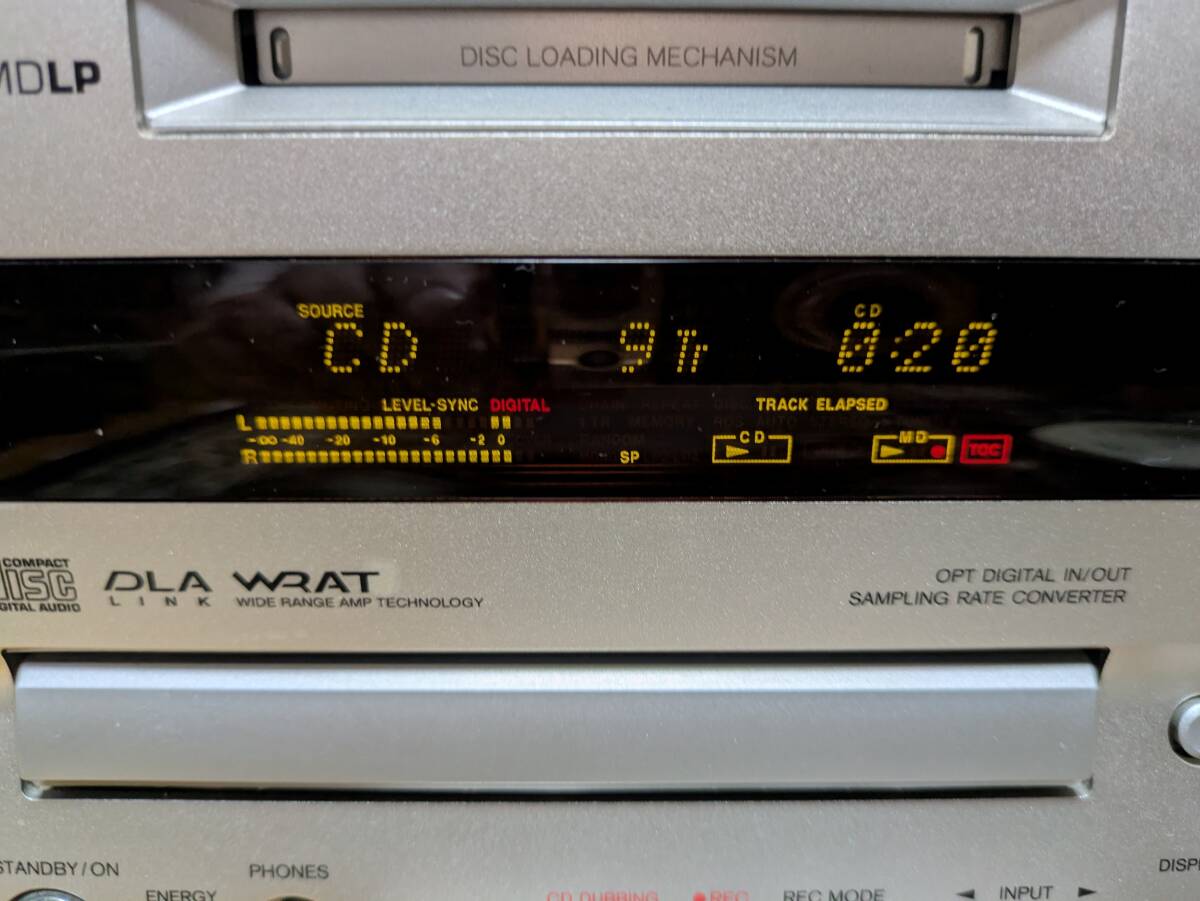 DISC LOADING MECHANISM
MDLP
SOURCE
CD
CD 9Tr 0:20
LEVEL-SYNC DIGITAL
TRACK ELAPSED
L
-∞ -40 -20 -10 -6 -2 0
R
SP
CD
MD
TOC
COMPACT
DISC
DIGITAL AUDIO
DLA
LINK
WRAT
WIDE RANGE AMP TECHNOLOGY
OPT DIGITAL IN/OUT
SAMPLING RATE CONVERTER
STANDBY/ON
PHONES
ENERGY
CD DUBBING
REC
REC MODE
INPUT